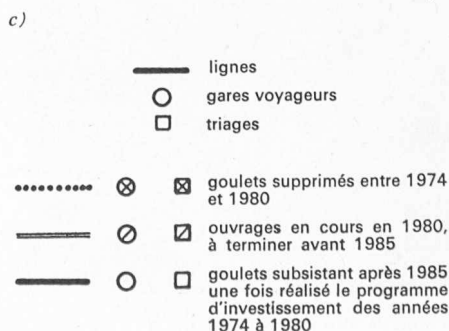 c)
lignes
gares voyageurs
triages
goulets supprimés entre 1974
et 1980
ouvrages en cours en 1980,
à terminer avant 1985
goulets subsistant après 1985
une fois réalisé le programme
d'investissement des années
1974 à 1980